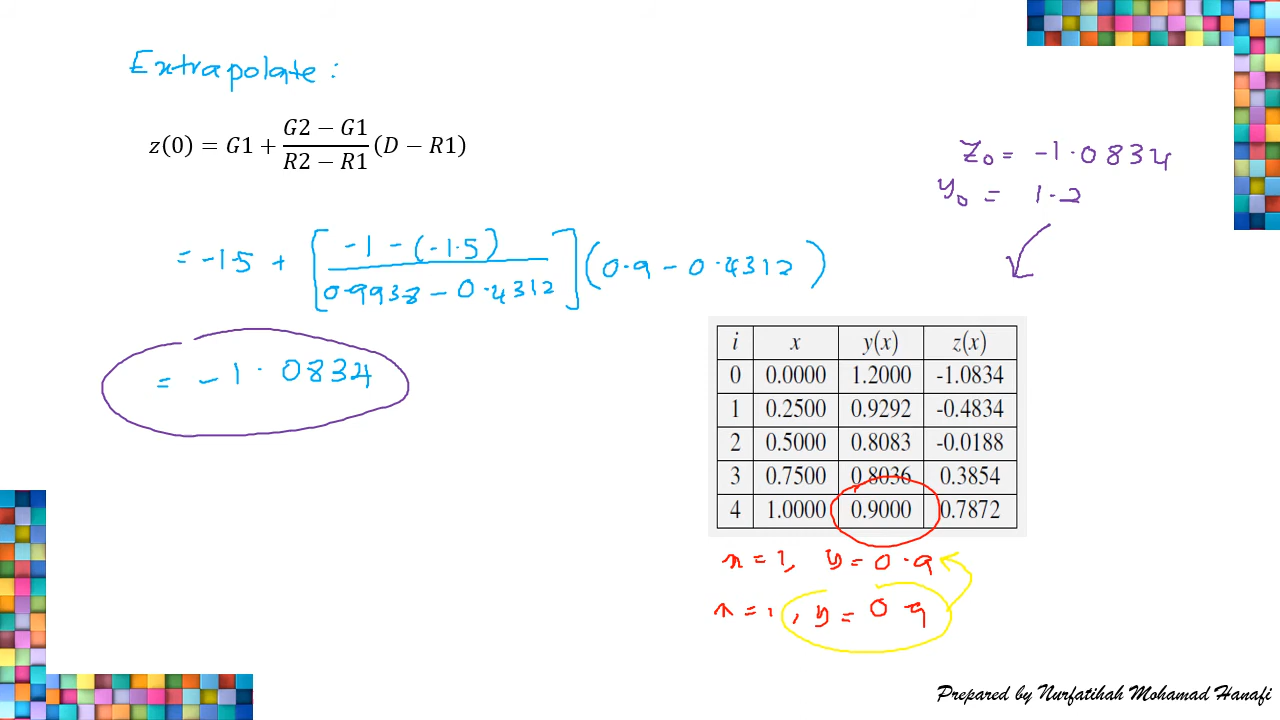 Extrapolate :
z(0) = G1 + (G2 − G1)/(R2 − R1) (D − R1)
= -1.5 + [ (-1 - (-1.5))/(0.9938 - 0.4312) ] (0.9 - 0.4312)
= -1.0834
Z₀ = -1.0834
y₀ = 1.2
i x y(x) z(x)
0 0.0000 1.2000 -1.0834
1 0.2500 0.9292 -0.4834
2 0.5000 0.8083 -0.0188
3 0.7500 0.8036 0.3854
4 1.0000 0.9000 0.7872
x = 1, y = 0.9
x = 1, y = 0.9
Prepared by Nurfatihah Mohamad Hanafi